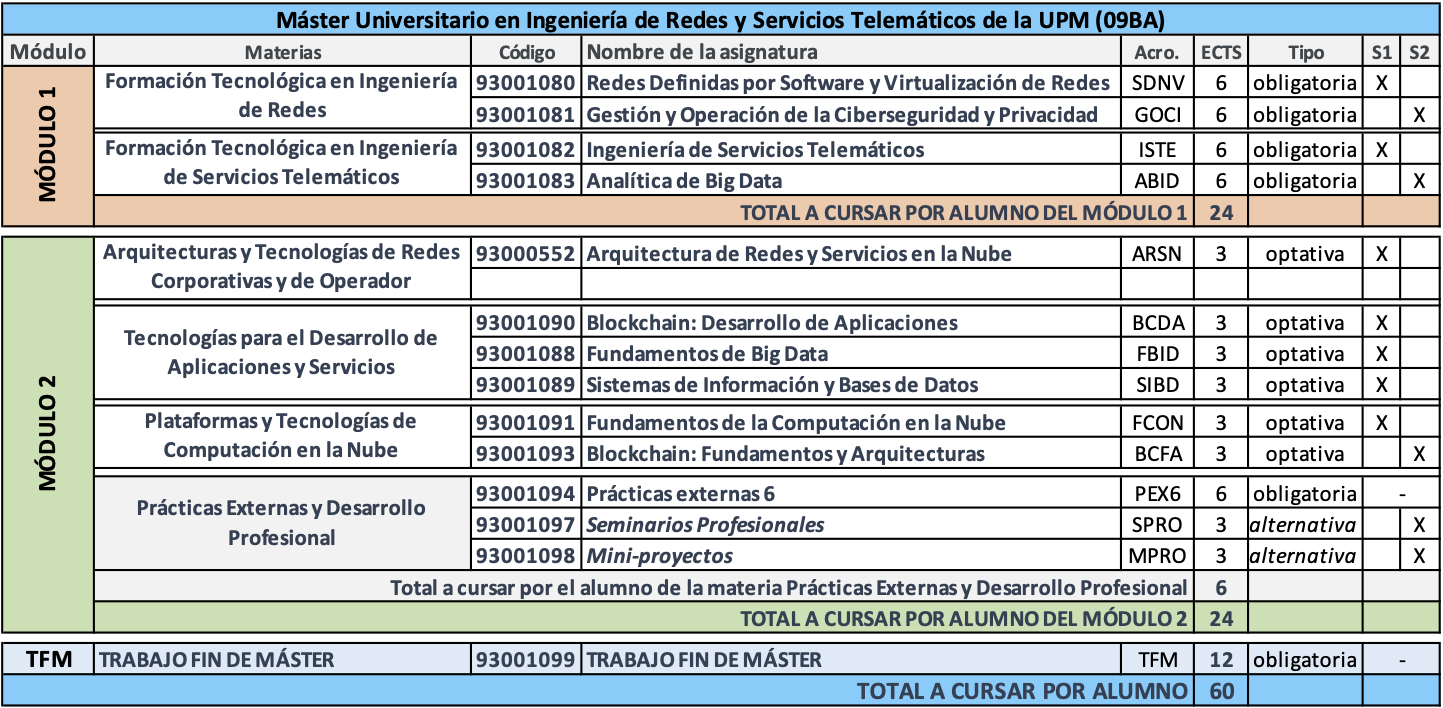 Máster Universitario en Ingeniería de Redes y Servicios Telemáticos de la UPM (09BA)
Módulo Materias Código Nombre de la asignatura Acro. ECTS Tipo S1 S2
MÓDULO 1
Formación Tecnológica en Ingeniería
de Redes
93001080 Redes Definidas por Software y Virtualización de Redes SDNV 6 obligatoria X
93001081 Gestión y Operación de la Ciberseguridad y Privacidad GOCI 6 obligatoria X
Formación Tecnológica en Ingeniería
de Servicios Telemáticos
93001082 Ingeniería de Servicios Telemáticos ISTE 6 obligatoria X
93001083 Analítica de Big Data ABID 6 obligatoria X
TOTAL A CURSAR POR ALUMNO DEL MÓDULO 1 24
MÓDULO 2
Arquitecturas y Tecnologías de Redes
Corporativas y de Operador
93000552 Arquitectura de Redes y Servicios en la Nube ARSN 3 optativa X
Tecnologías para el Desarrollo de
Aplicaciones y Servicios
93001090 Blockchain: Desarrollo de Aplicaciones BCDA 3 optativa X
93001088 Fundamentos de Big Data FBID 3 optativa X
93001089 Sistemas de Información y Bases de Datos SIBD 3 optativa X
Plataformas y Tecnologías de
Computación en la Nube
93001091 Fundamentos de la Computación en la Nube FCON 3 optativa X
93001093 Blockchain: Fundamentos y Arquitecturas BCFA 3 optativa X
Prácticas Externas y Desarrollo
Profesional
93001094 Prácticas externas 6 PEX6 6 obligatoria -
93001097 Seminarios Profesionales SPRO 3 alternativa X
93001098 Mini-proyectos MPRO 3 alternativa X
Total a cursar por el alumno de la materia Prácticas Externas y Desarrollo Profesional 6
TOTAL A CURSAR POR ALUMNO DEL MÓDULO 2 24
TFM TRABAJO FIN DE MÁSTER 93001099 TRABAJO FIN DE MÁSTER TFM 12 obligatoria -
TOTAL A CURSAR POR ALUMNO 60